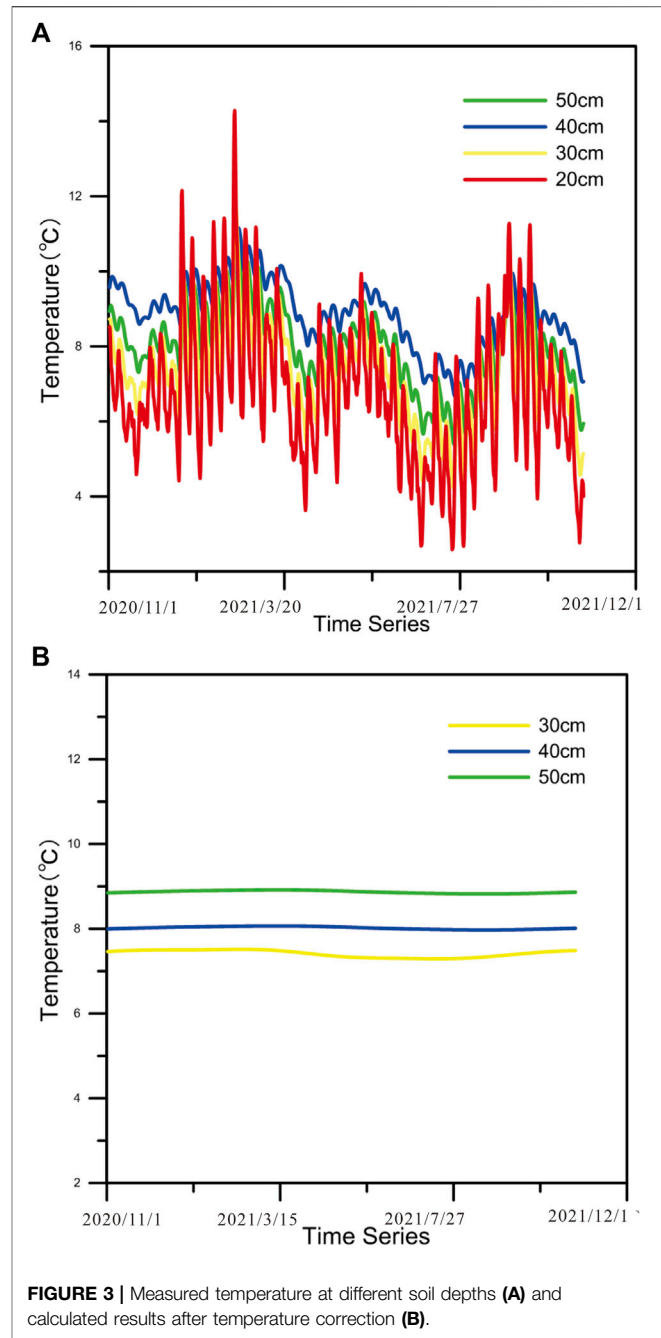 A
16
12
8
4
Temperature(℃)
50cm
40cm
30cm
20cm
2020/11/1 2021/3/20 2021/7/27 2021/12/1
Time Series
B
14
12
10
8
6
4
2
Temperature(℃)
30cm
40cm
50cm
2020/11/1 2021/3/15 2021/7/27 2021/12/1 `
Time Series
FIGURE 3 | Measured temperature at different soil depths (A) and
calculated results after temperature correction (B).